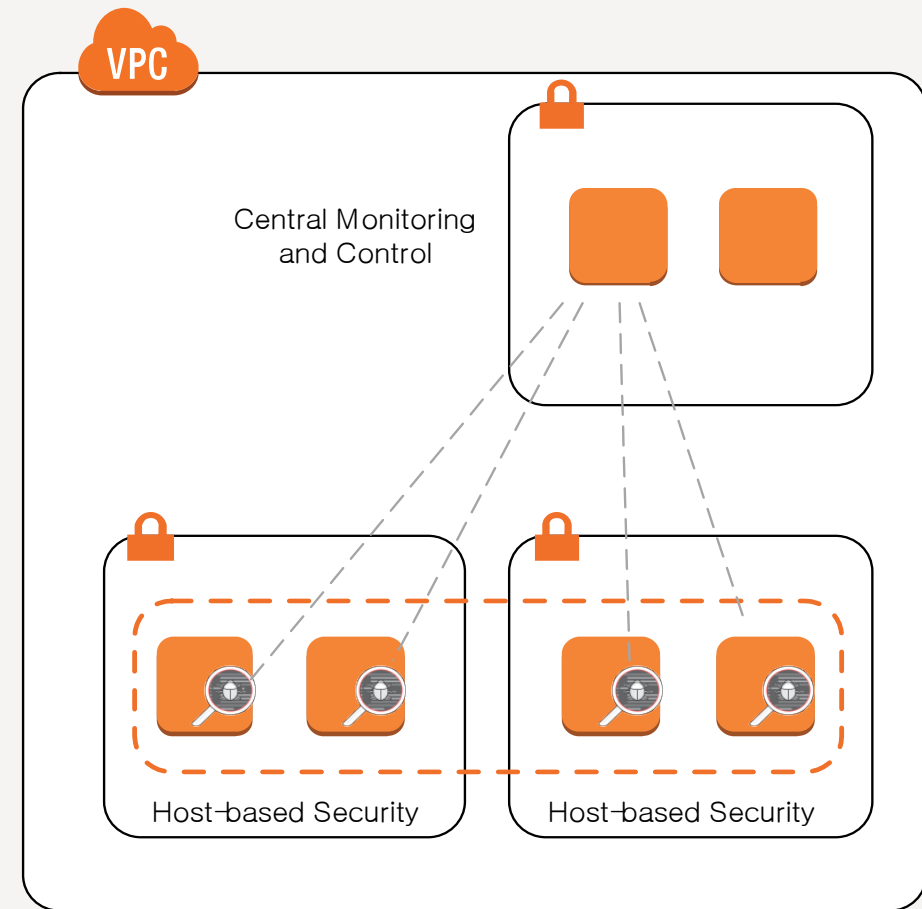 VPC
Central Monitoring
and Control
Host-based Security
Host-based Security